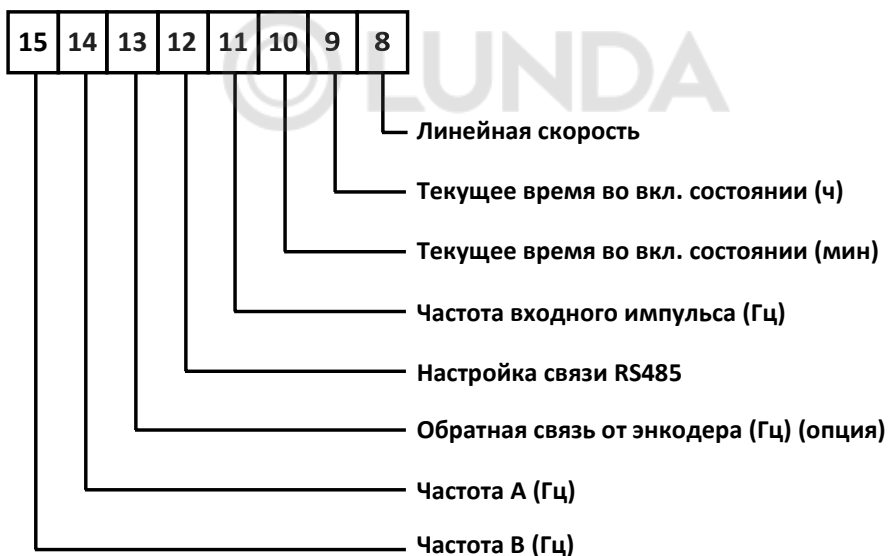 15 14 13 12 11 10 9 8
LUNDA
Линейная скорость
Текущее время во вкл. состоянии (ч)
Текущее время во вкл. состоянии (мин)
Частота входного импульса (Гц)
Настройка связи RS485
Обратная связь от энкодера (Гц) (опция)
Частота А (Гц)
Частота В (Гц)